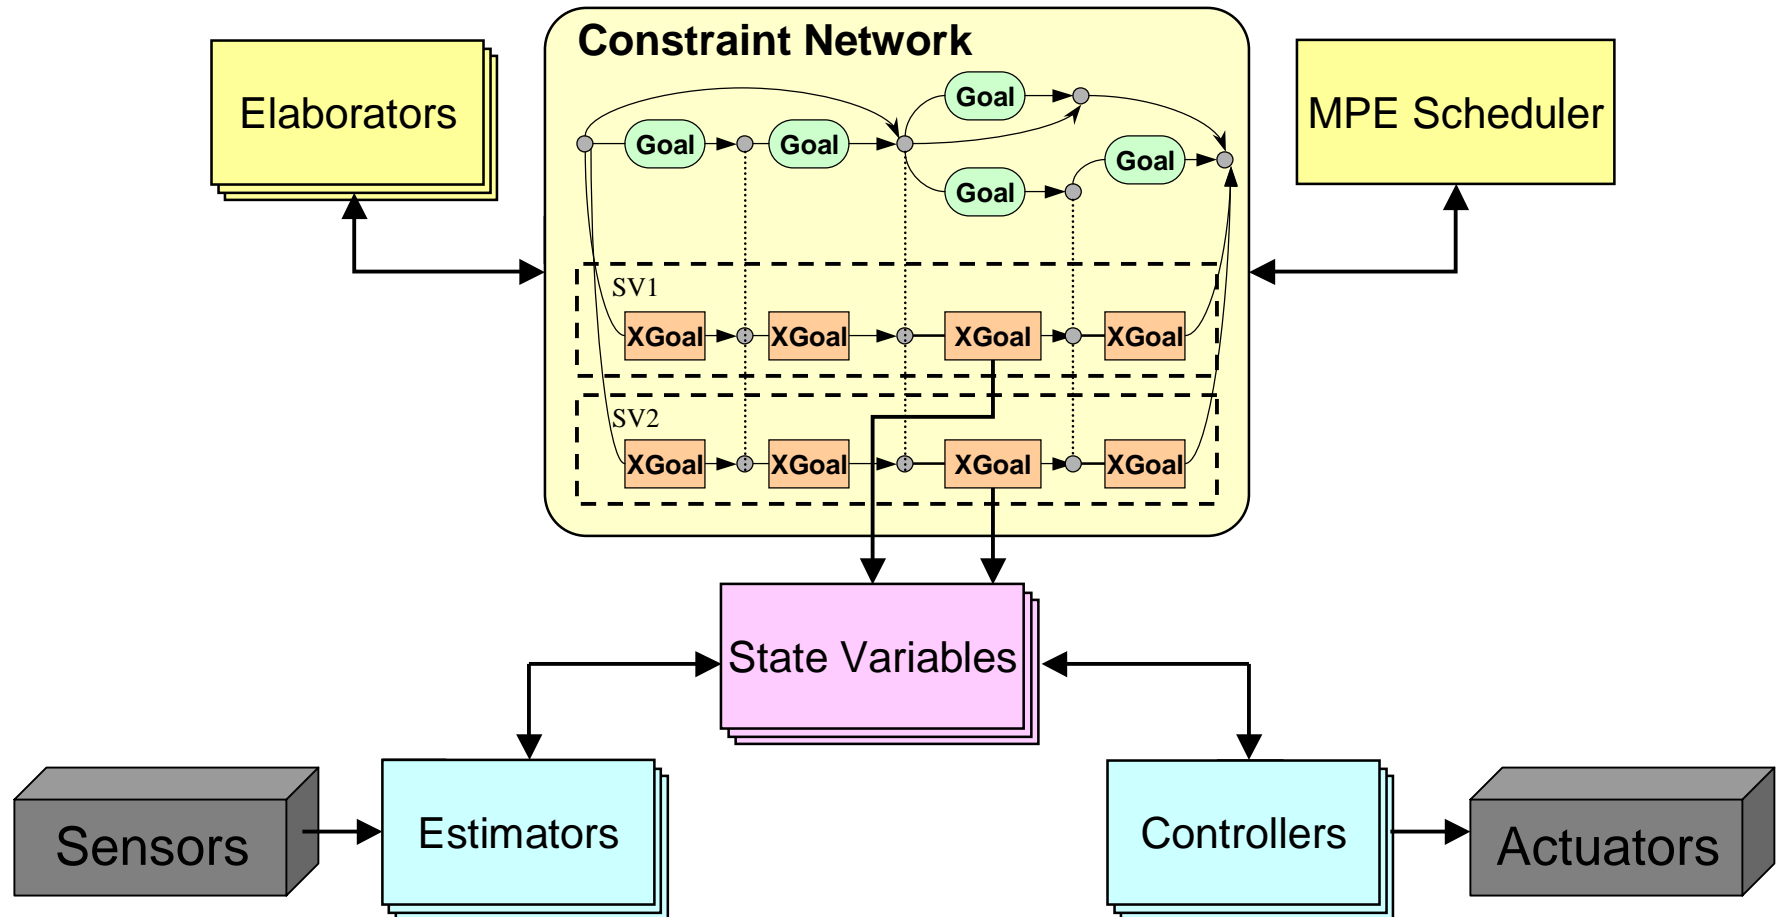 Constraint Network
Elaborators
MPE Scheduler
Goal
Goal
Goal
Goal
Goal
SV1
XGoal
XGoal
XGoal
XGoal
SV2
XGoal
XGoal
XGoal
XGoal
State Variables
Sensors
Estimators
Controllers
Actuators